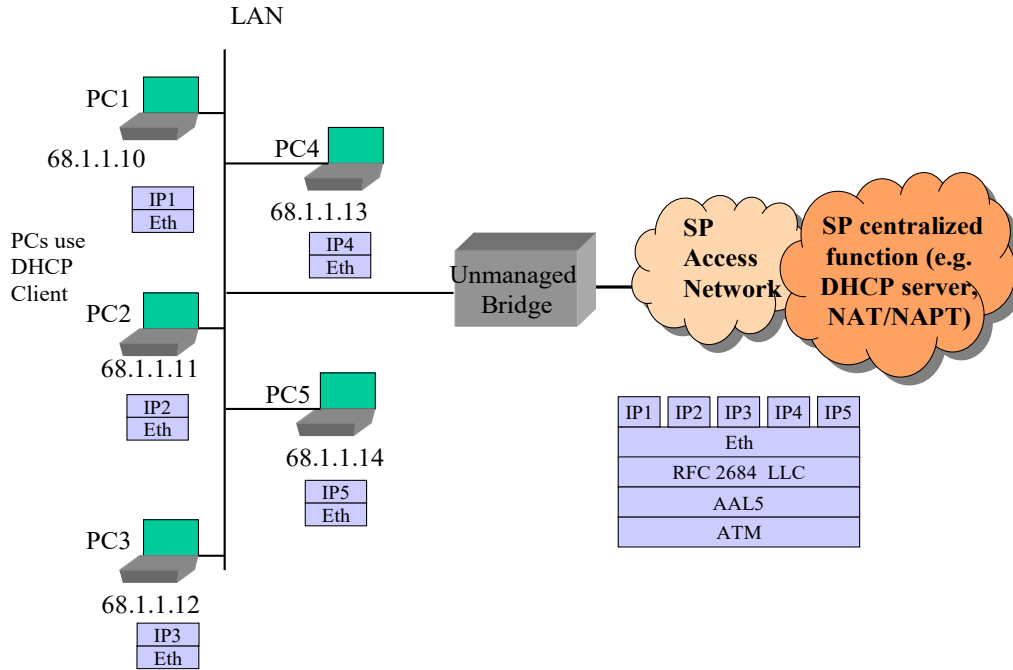 LAN
PC1
68.1.1.10
IP1
Eth
PC4
68.1.1.13
IP4
Eth
PCs use
DHCP
Client
PC2
68.1.1.11
IP2
Eth
PC5
68.1.1.14
IP5
Eth
PC3
68.1.1.12
IP3
Eth
Unmanaged
Bridge
SP
Access
Network
SP centralized
function (e.g.
DHCP server,
NAT/NAPT)
IP1 IP2 IP3 IP4 IP5
Eth
RFC 2684 LLC
AAL5
ATM